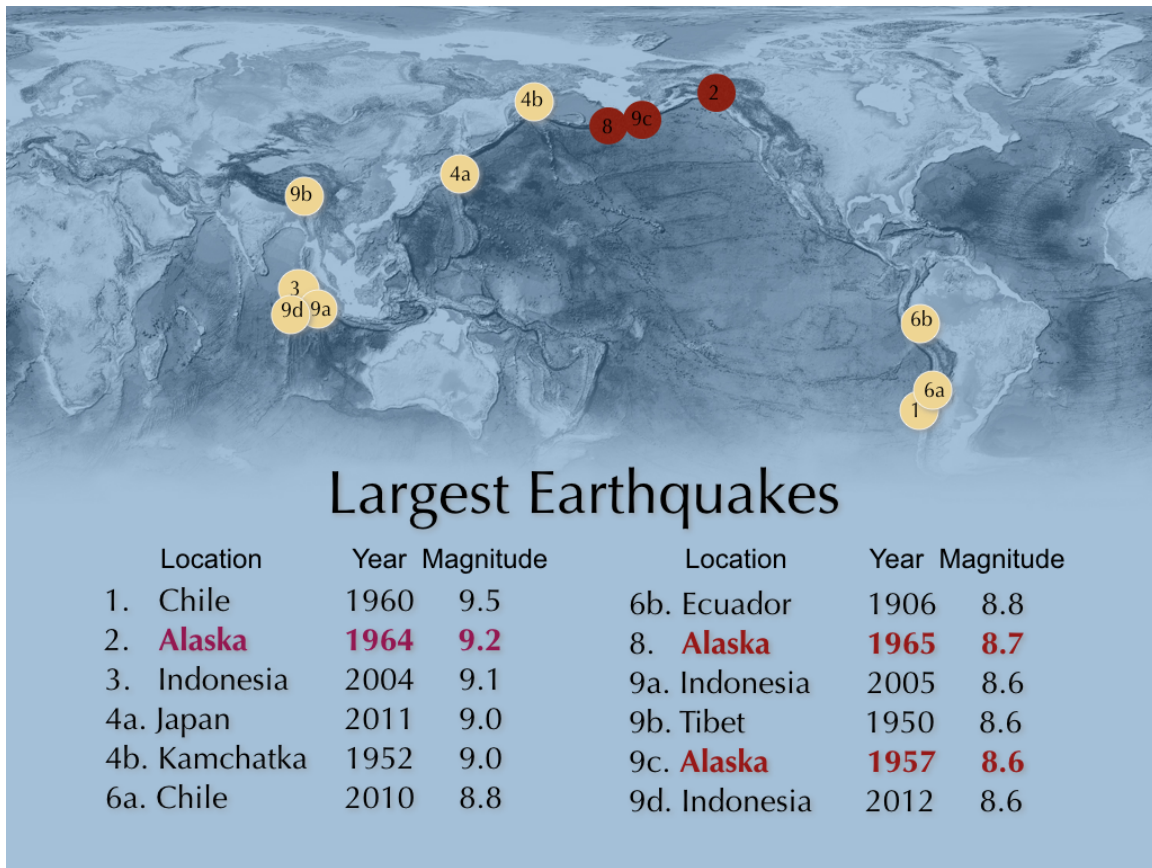 4b
2
9c
8
4a
9b
3
9d
9a
6b
6a
1
Largest Earthquakes
Location Year Magnitude
1. Chile 1960 9.5
2. Alaska 1964 9.2
3. Indonesia 2004 9.1
4a. Japan 2011 9.0
4b. Kamchatka 1952 9.0
6a. Chile 2010 8.8
Location Year Magnitude
6b. Ecuador 1906 8.8
8. Alaska 1965 8.7
9a. Indonesia 2005 8.6
9b. Tibet 1950 8.6
9c. Alaska 1957 8.6
9d. Indonesia 2012 8.6